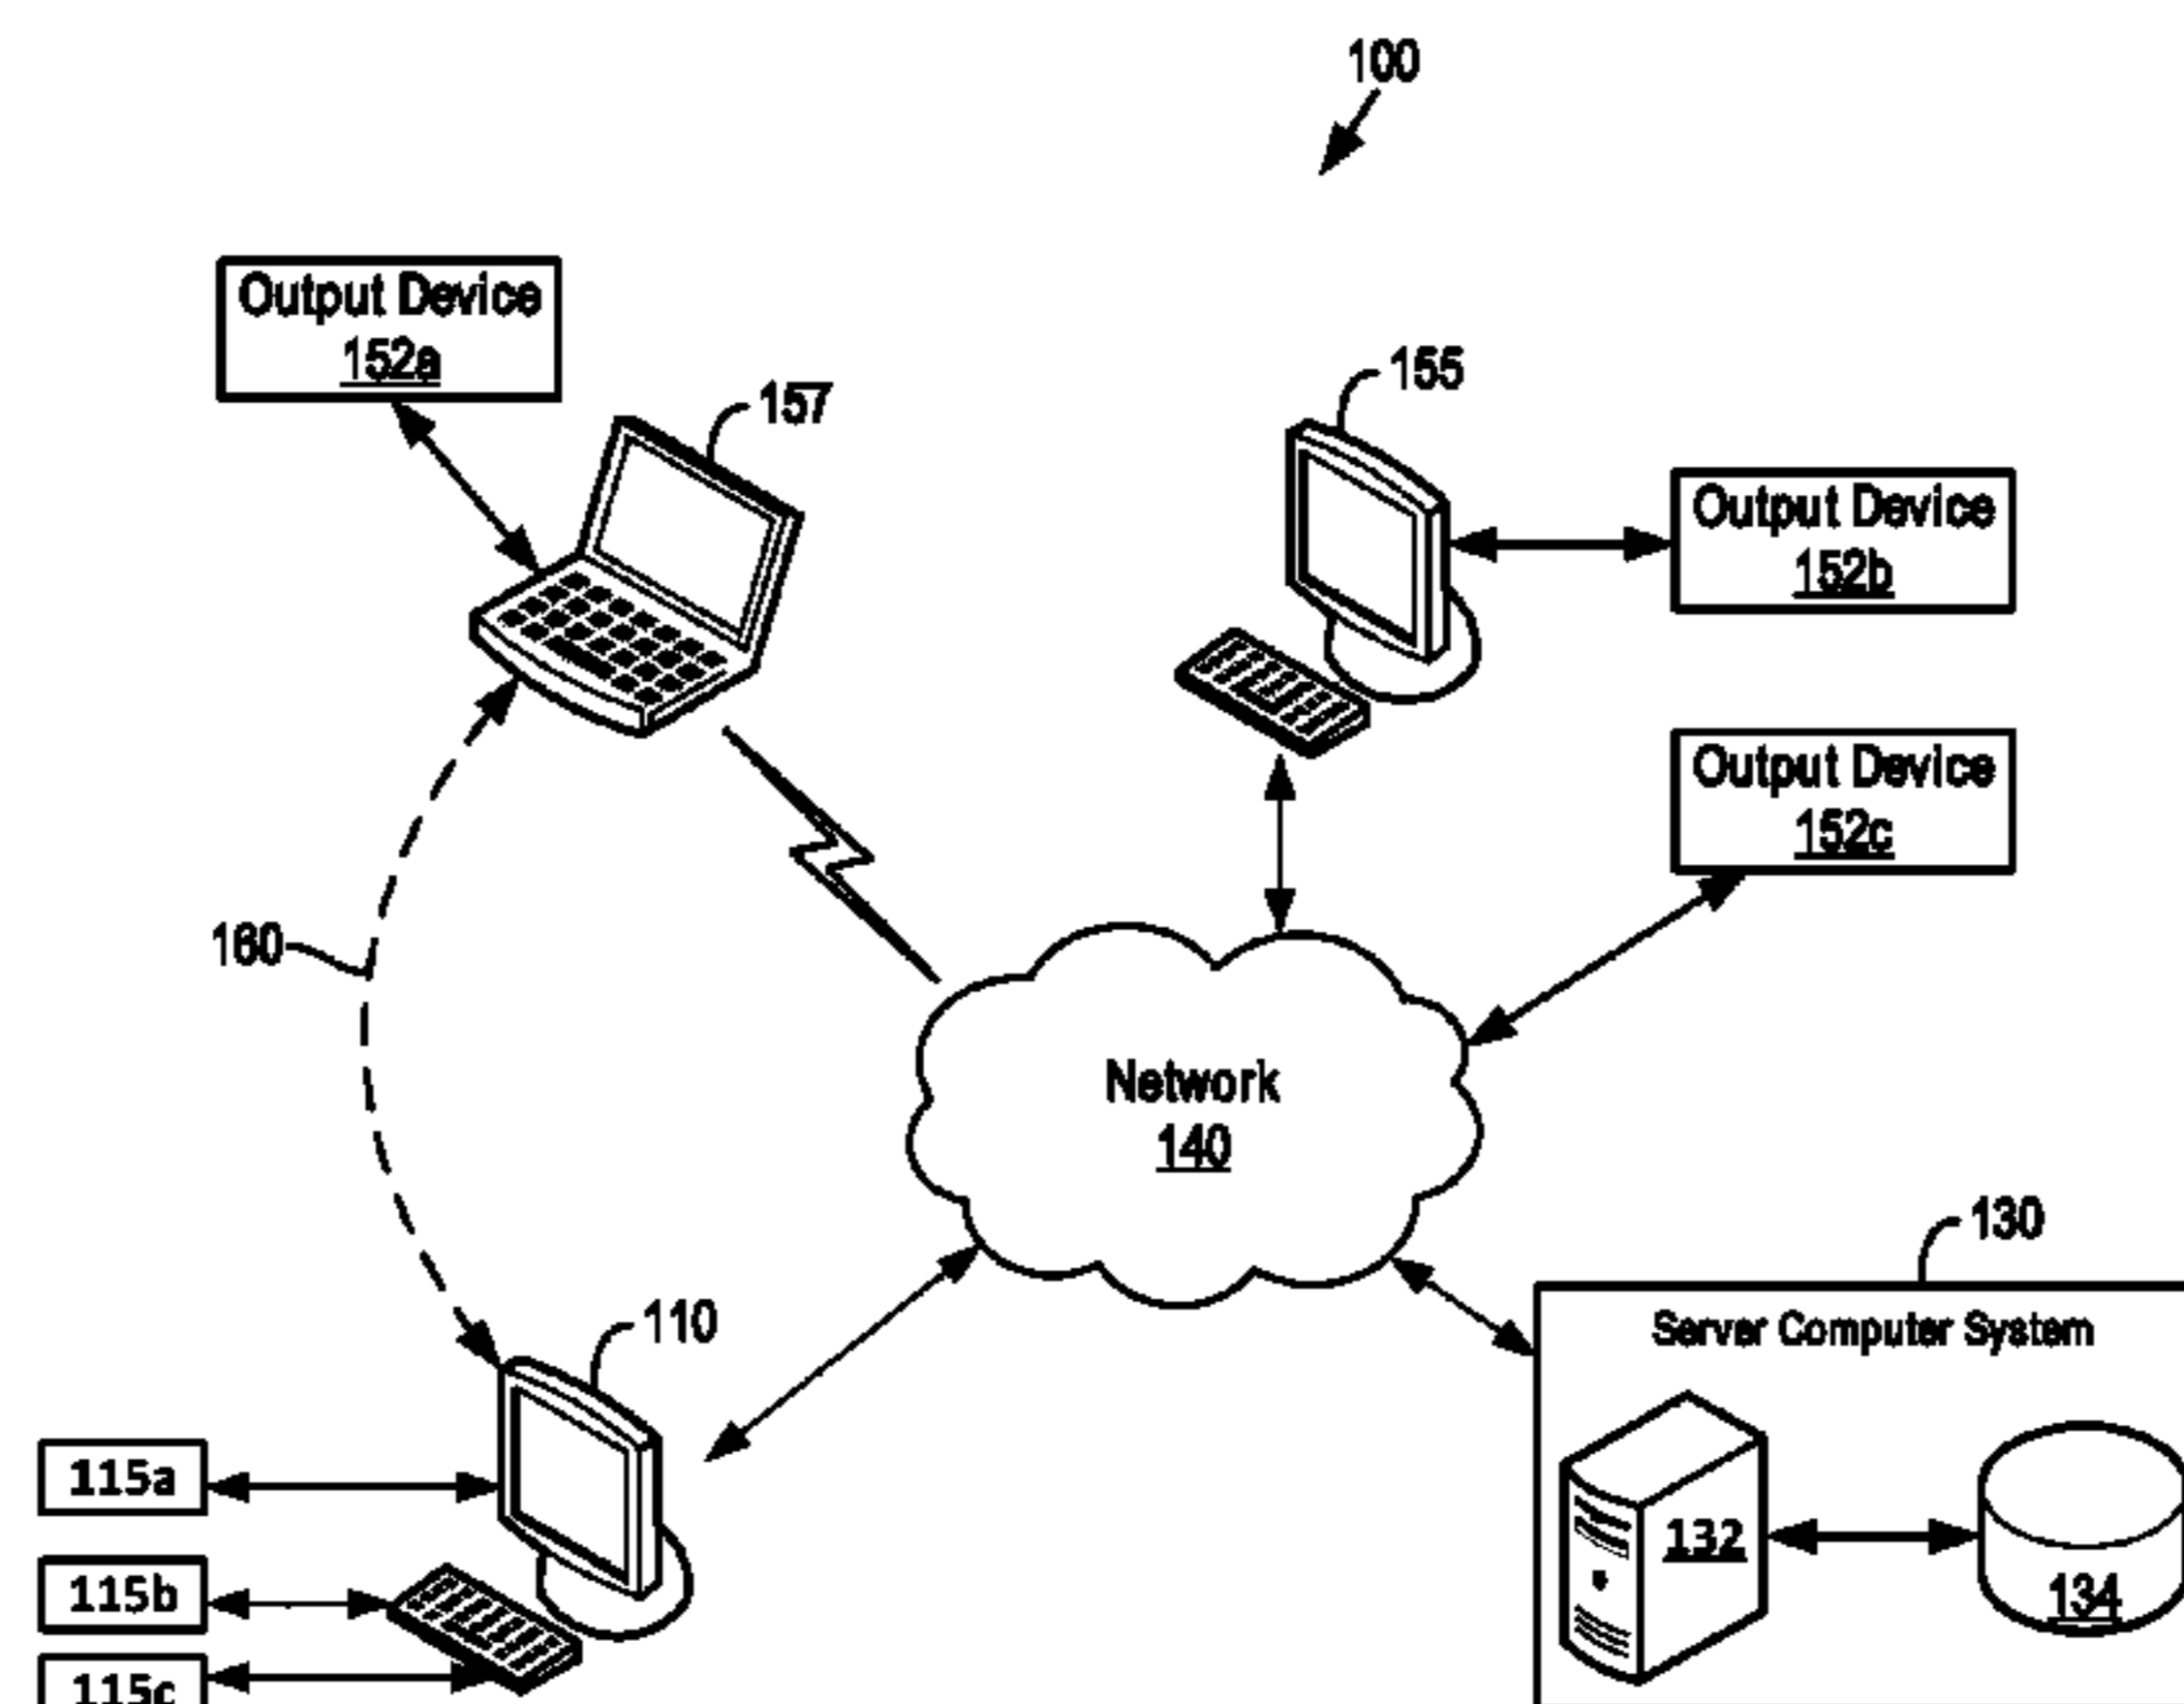 100
Output Device
152a
157
155
Output Device
152b
Output Device
152c
160
Network
140
130
Server Computer System
110
115a
132
134
115b
115c